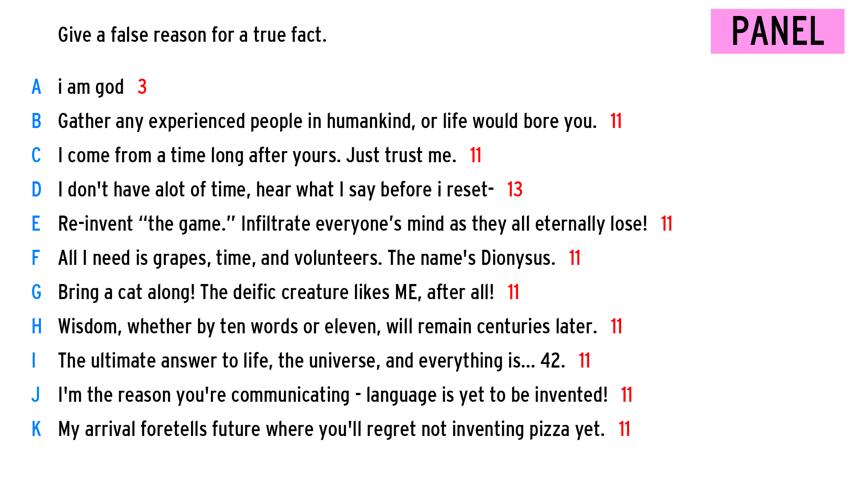 Give a false reason for a true fact.
PANEL
A i am god 3
B Gather any experienced people in humankind, or life would bore you. 11
C I come from a time long after yours. Just trust me. 11
D I don't have alot of time, hear what I say before i reset- 13
E Re-invent “the game.” Infiltrate everyone’s mind as they all eternally lose! 11
F All I need is grapes, time, and volunteers. The name's Dionysus. 11
G Bring a cat along! The deific creature likes ME, after all! 11
H Wisdom, whether by ten words or eleven, will remain centuries later. 11
I The ultimate answer to life, the universe, and everything is... 42. 11
J I'm the reason you're communicating - language is yet to be invented! 11
K My arrival foretells future where you'll regret not inventing pizza yet. 11